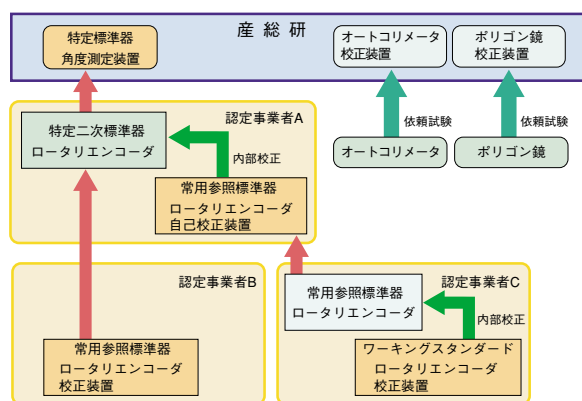 産総研
特定標準器
角度測定装置
オートコリメータ
校正装置
ポリゴン鏡
校正装置
依頼試験
依頼試験
オートコリメータ
ポリゴン鏡
認定事業者A
特定二次標準器
ロータリエンコーダ
内部校正
常用参照標準器
ロータリエンコーダ
自己校正装置
認定事業者B
常用参照標準器
ロータリエンコーダ
校正装置
認定事業者C
常用参照標準器
ロータリエンコーダ
内部校正
ワーキングスタンダード
ロータリエンコーダ
校正装置